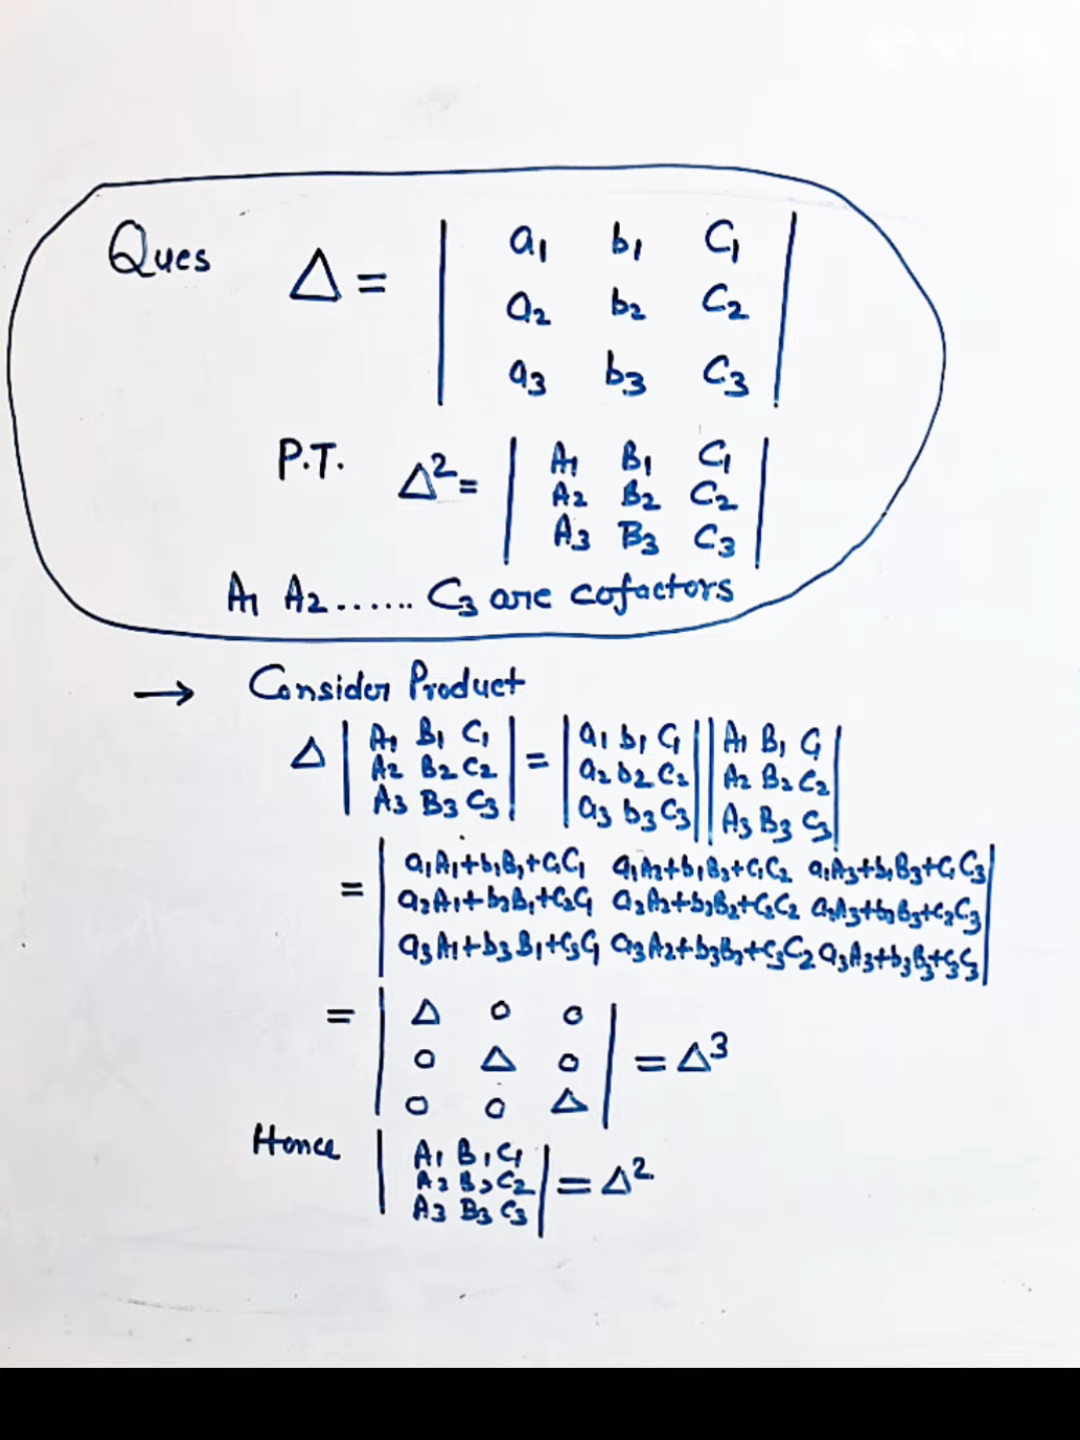 Ques Δ = | a1 b1 C1 |
| a2 b2 C2 |
| a3 b3 C3 |
P.T. Δ² = | A1 B1 C1 |
| A2 B2 C2 |
| A3 B3 C3 |
A1 A2 ...... C3 are cofactors
→ Consider Product
Δ | A1 B1 C1 | = | a1 b1 C1 | | A1 B1 C1 |
| A2 B2 C2 | | a2 b2 C2 | | A2 B2 C2 |
| A3 B3 C3 | | a3 b3 C3 | | A3 B3 C3 |
= | a1A1+b1B1+C1C1 a1A2+b1B2+C1C2 a1A3+b1B3+C1C3 |
| a2A1+b2B1+C2C1 a2A2+b2B2+C2C2 a2A3+b2B3+C2C3 |
| a3A1+b3B1+C3C1 a3A2+b3B2+C3C2 a3A3+b3B3+C3C3 |
= | Δ 0 0 |
| 0 Δ 0 | = Δ³
| 0 0 Δ |
Hence | A1 B1 C1 |
| A2 B2 C2 | = Δ²
| A3 B3 C3 |